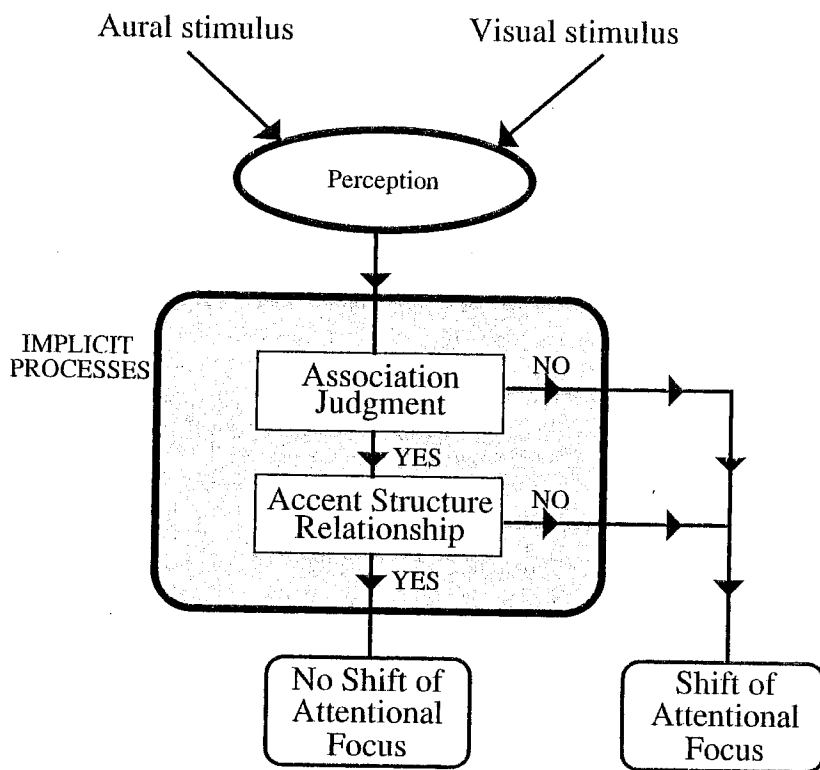 Aural stimulus
Visual stimulus
Perception
IMPLICIT
PROCESSES
Association
Judgment
NO
YES
Accent Structure
Relationship
NO
YES
No Shift of
Attentional
Focus
Shift of
Attentional
Focus